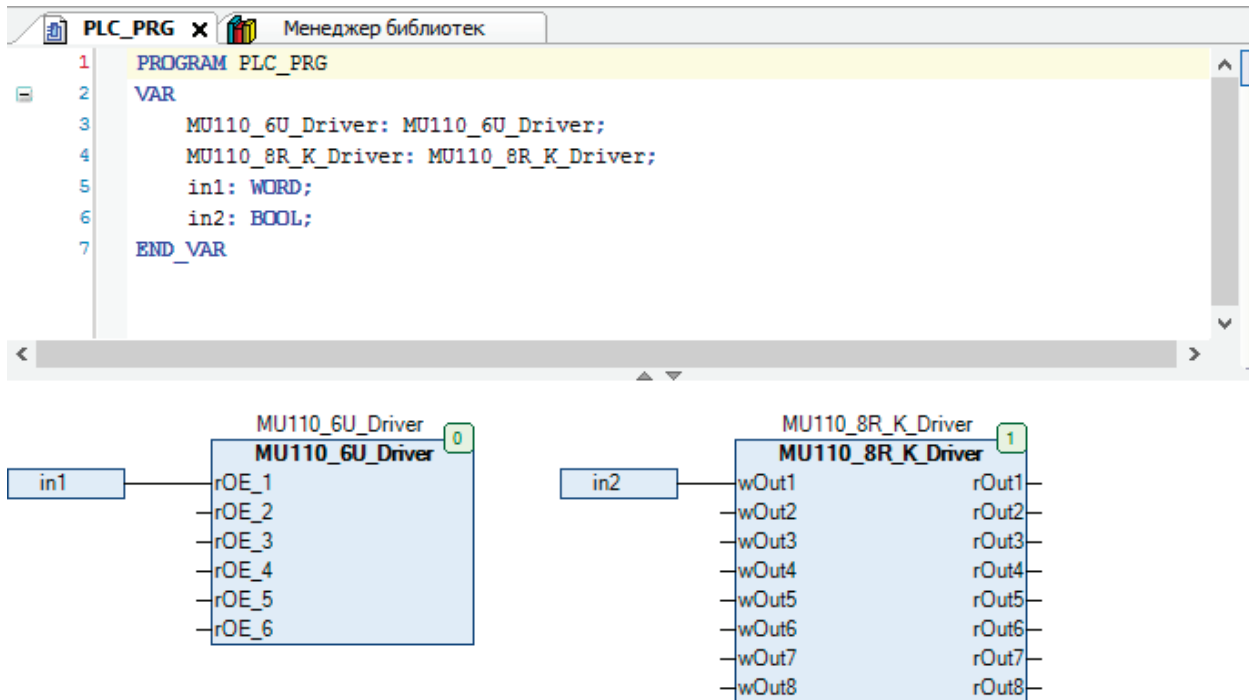 PLC_PRG Менеджер библиотек
1 PROGRAM PLC_PRG
2 VAR
3 MU110_6U_Driver: MU110_6U_Driver;
4 MU110_8R_K_Driver: MU110_8R_K_Driver;
5 in1: WORD;
6 in2: BOOL;
7 END_VAR
MU110_6U_Driver
0
MU110_6U_Driver
in1
rOE_1
rOE_2
rOE_3
rOE_4
rOE_5
rOE_6
MU110_8R_K_Driver
1
MU110_8R_K_Driver
in2
wOut1 rOut1
wOut2 rOut2
wOut3 rOut3
wOut4 rOut4
wOut5 rOut5
wOut6 rOut6
wOut7 rOut7
wOut8 rOut8